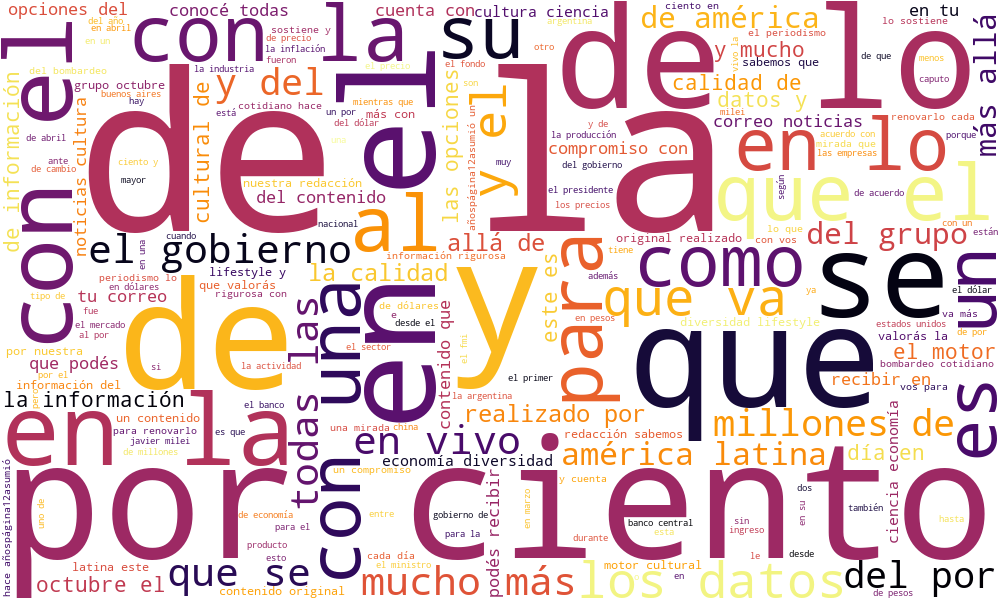 opciones del
conocé todas
cuenta con
cultura ciencia
ciento en
en tu
del año
en abril
en un
con el
con la
sostiene y
de precio
la inflación
fueron
su
argentina
otro
de américa
el periodismo
y mucho
sabemos que
vivo la
de lo
lo sostiene
de que
menos
caputo
más allá
de información
del bombardeo
grupo octubre
buenos aires
hay
de abril
ante
de cambio
noticias cultura
ciento y
mayor
la industria
y del
cotidiano hace
está
cultural de
de la
el precio
mientras que
más con
un por
del dólar
una
en el
el fondo
son
las opciones
añospágina12asumió un
y el
muy
calidad de
datos y
milei
correo noticias
y de
la producción
compromiso con
del gobierno
el presidente
los precios
renovarlo cada
porque
en lo
acuerdo con
mirada que
las empresas
según
de acuerdo
que el
nuestra redacción
del contenido
nacional
cuando
en una
el gobierno
al
información rigurosa
allá de
original realizado
tiene
lo que
con vos
del grupo
con un
están
periodismo lo
en dólares
lifestyle y
que valorás
rigurosa con
la calidad
este es
para
además
como
que va
ya
se
el dólar
va más
es un
tipo de
fue
tu correo
el mercado
al por
de
todas las
con una
de dólares
e
desde el
en
contenido que
y
el fmi
en pesos
diversidad lifestyle
que
estados unidos
de por
valorás la
el motor
bombardeo cotidiano
por nuestra
que podés
por el
si
la actividad
el sector
el primer
recibir en
vos para
información del
la información
pero
el banco
la argentina
realizado por
millones de
un contenido
para renovarlo
javier milei
de millones
es que
en la
una mirada
china
en vivo
redacción sabemos
américa latina
día en
ciencia economía
economía diversidad
un compromiso
y cuenta
hace añospágina12asumió
por ciento
uno de
de economía
para el
entre
gobierno de
para la
podés recibir
en marzo
durante
banco central
esta
sin
ingreso
dos
en su
también
hasta
latina este
octubre el
producto
esto
que se
contenido original
cada día
el ministro
mucho más
motor cultural
en
los datos
le
desde
del por
de pesos